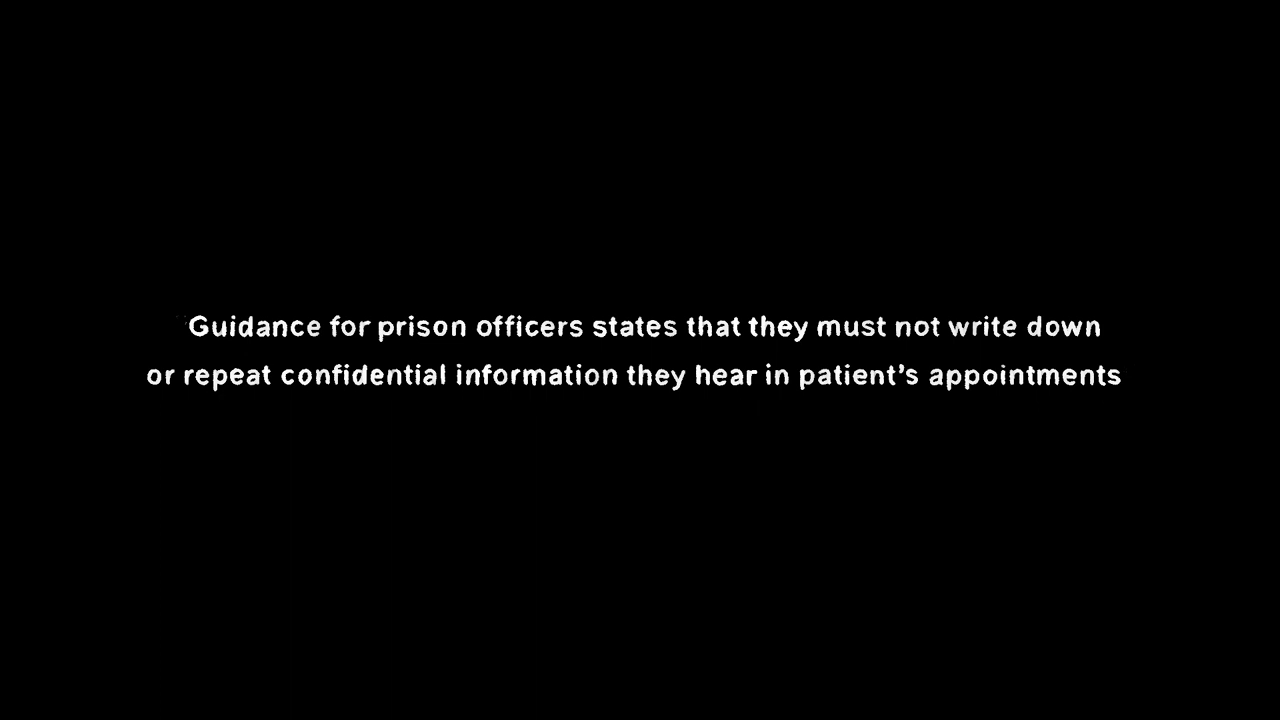 Guidance for prison officers states that they must not write down
or repeat confidential information they hear in patient's appointments